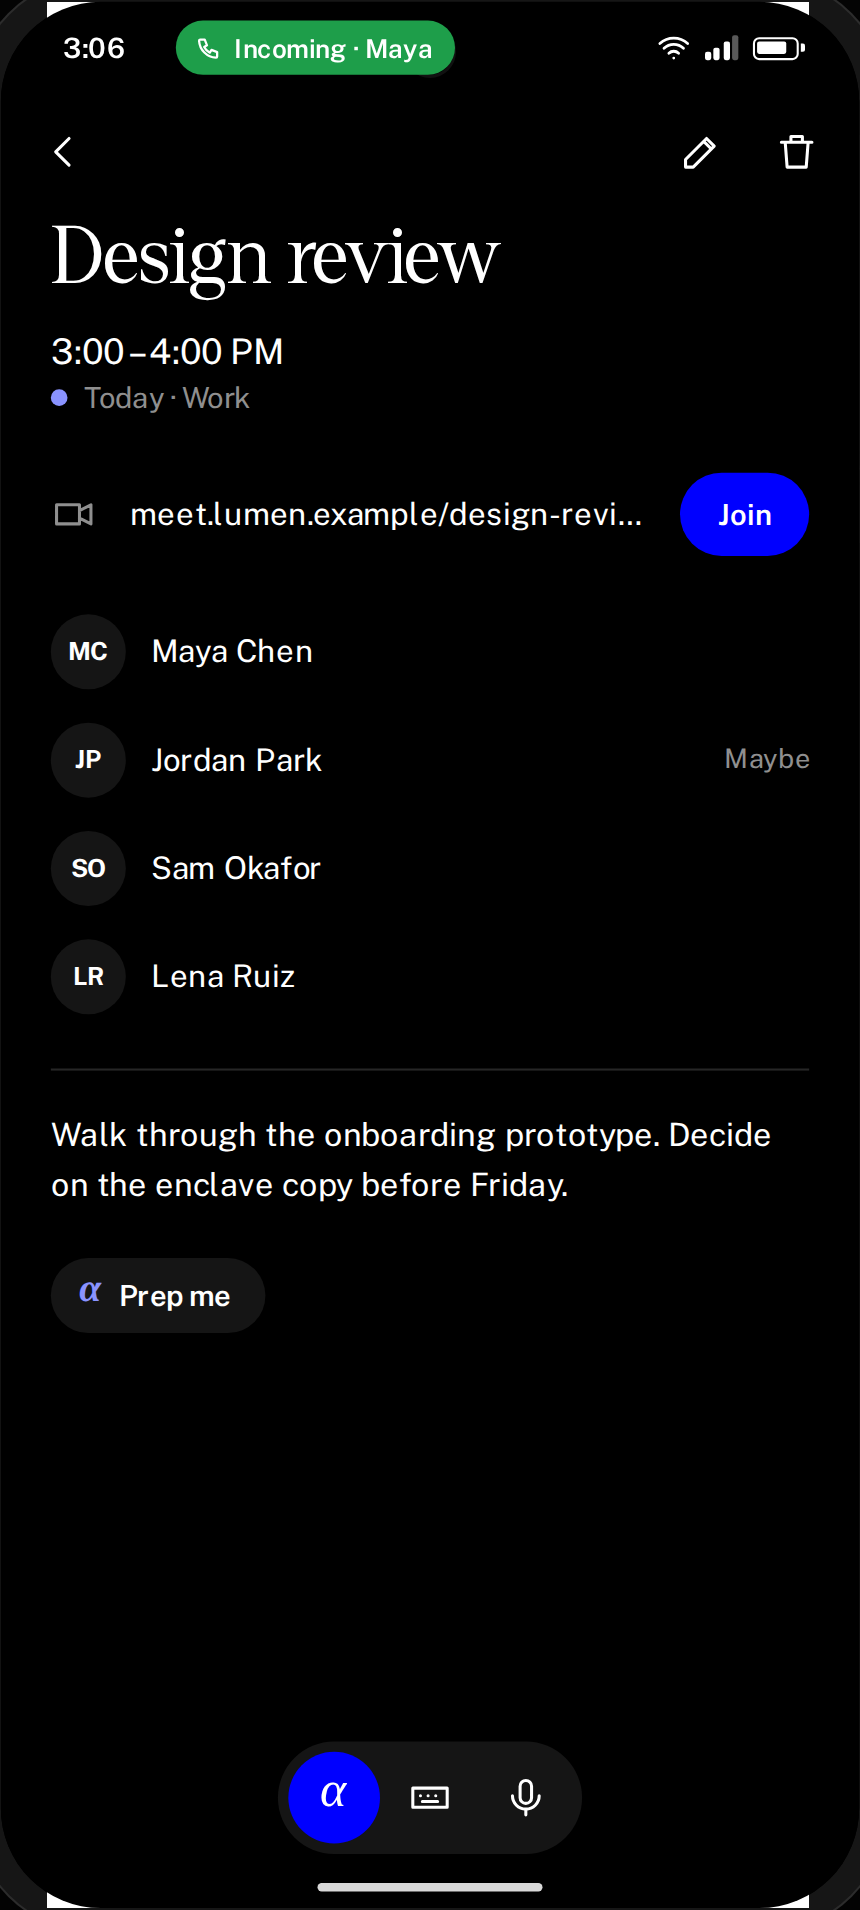 3:06
Incoming · Maya
Design review
3:00 – 4:00 PM
Today · Work
meet.lumen.example/design-revi...
Join
MC
Maya Chen
JP
Jordan Park
Maybe
SO
Sam Okafor
LR
Lena Ruiz
Walk through the onboarding prototype. Decide
on the enclave copy before Friday.
α Prep me
α